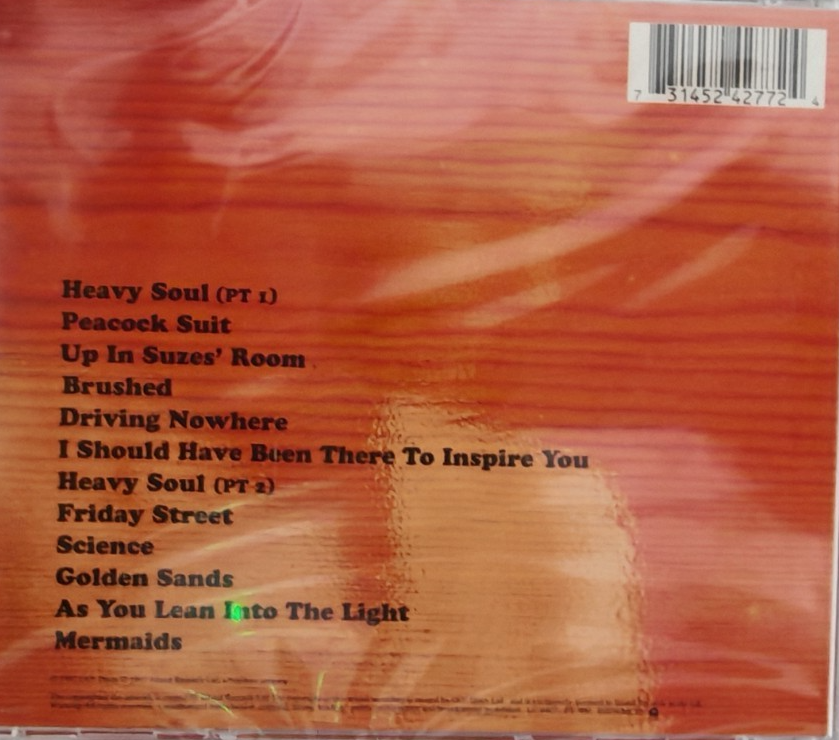 7 31452 42772 4
Heavy Soul (PT 1)
Peacock Suit
Up In Suzes' Room
Brushed
Driving Nowhere
I Should Have Been There To Inspire You
Heavy Soul (PT 2)
Friday Street
Science
Golden Sands
As You Lean Into The Light
Mermaids